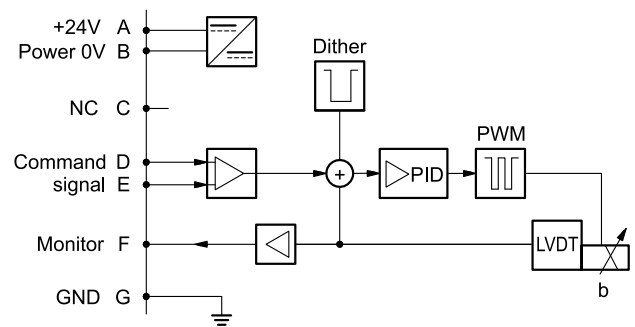 +24V A
Power 0V B
Dither
NC C
PWM
Command D
signal E
+
PID
Monitor F
LVDT
b
GND G